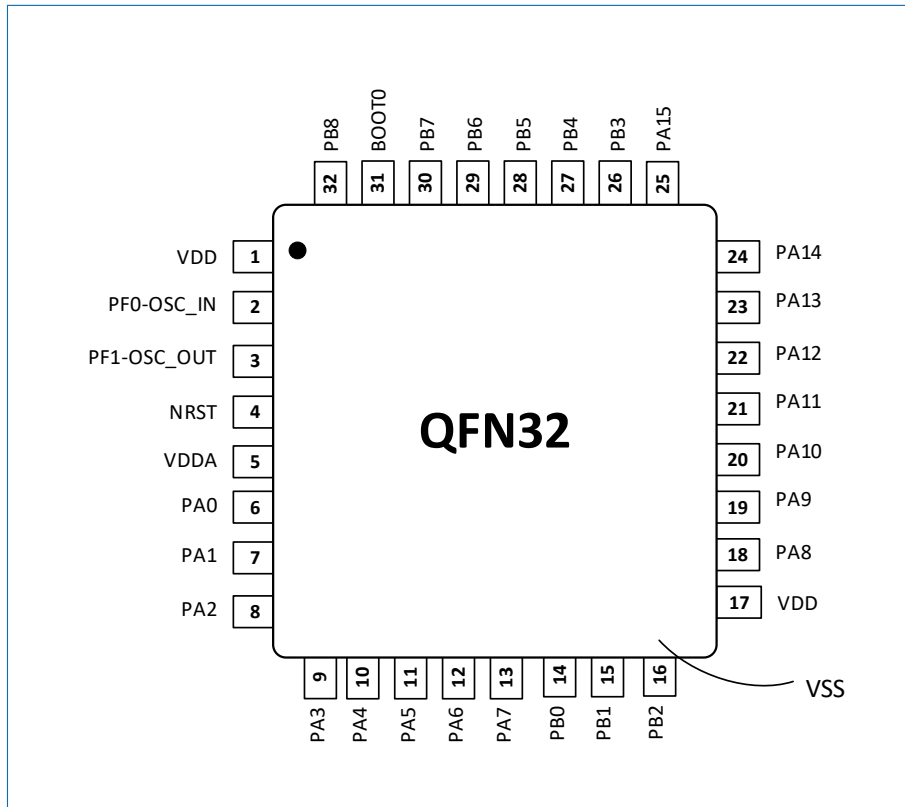 PB8
BOOT0
PB7
PB6
PB5
PB4
PB3
PA15
32
31
30
29
28
27
26
25
VDD 1
PF0-OSC_IN 2
PF1-OSC_OUT 3
NRST 4
VDDA 5
PA0 6
PA1 7
PA2 8
QFN32
24 PA14
23 PA13
22 PA12
21 PA11
20 PA10
19 PA9
18 PA8
17 VDD
9
10
11
12
13
14
15
16
PA3
PA4
PA5
PA6
PA7
PB0
PB1
PB2
VSS